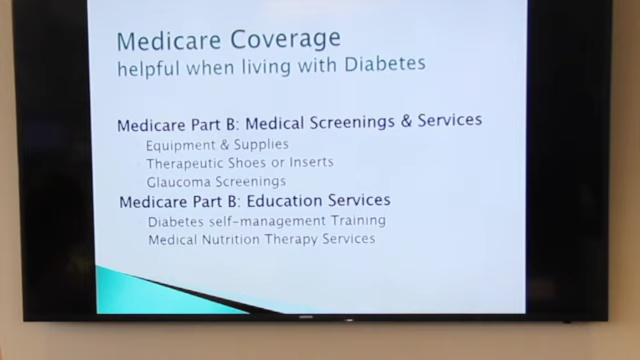 Medicare Coverage
helpful when living with Diabetes
Medicare Part B: Medical Screenings & Services
Equipment & Supplies
Therapeutic Shoes or Inserts
Glaucoma Screenings
Medicare Part B: Education Services
Diabetes self-management Training
Medical Nutrition Therapy Services